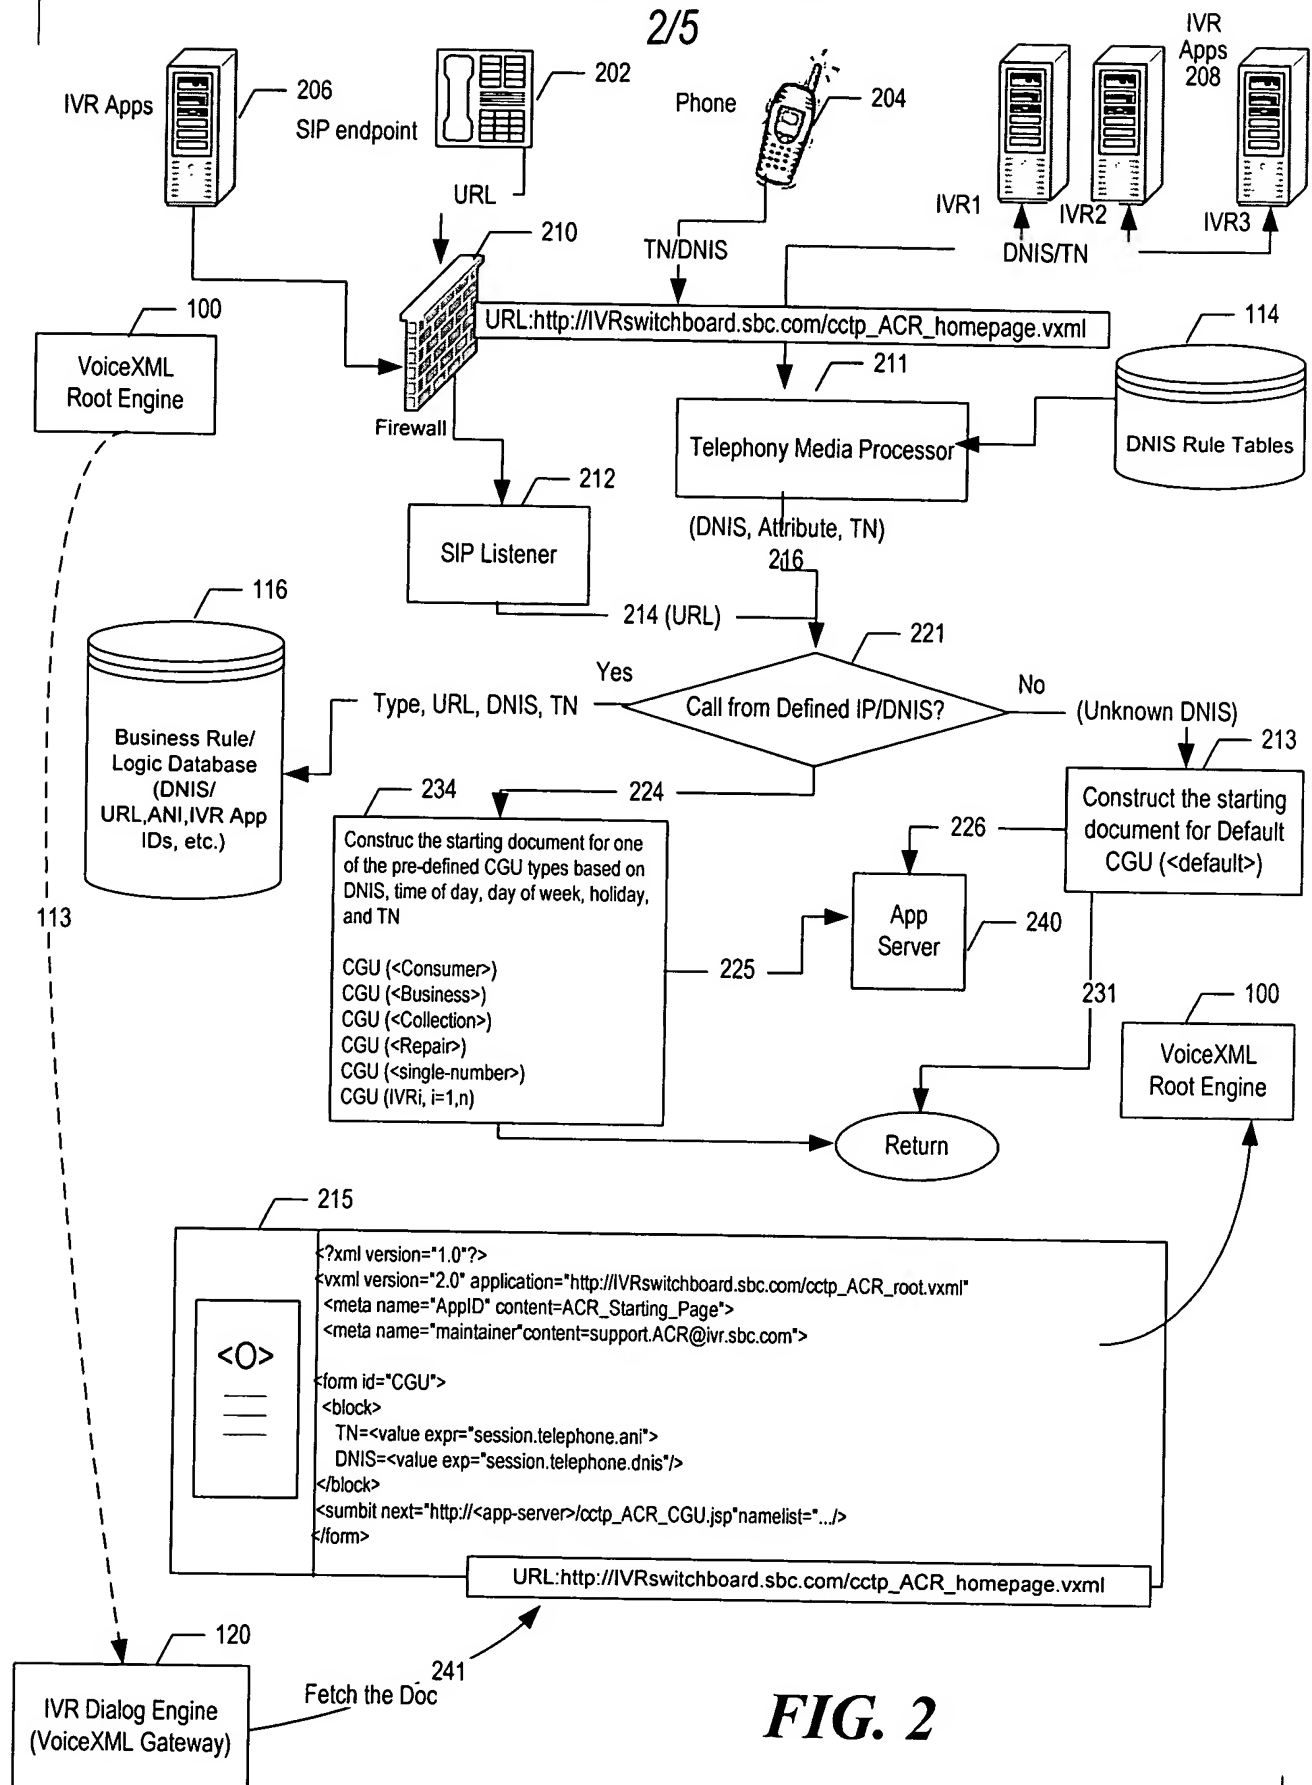 2/5
IVR Apps
206
202
SIP endpoint
URL
Phone
204
IVR
Apps
208
IVR1
IVR2
IVR3
TN/DNIS
DNIS/TN
210
100
VoiceXML
Root Engine
URL:http://IVRswitchboard.sbc.com/cctp_ACR_homepage.vxml
211
114
Firewall
Telephony Media Processor
DNIS Rule Tables
212
SIP Listener
(DNIS, Attribute, TN)
216
116
214 (URL)
221
Yes
Type, URL, DNIS, TN
Call from Defined IP/DNIS?
No
(Unknown DNIS)
213
Business Rule/
Logic Database
(DNIS/
URL,ANI,IVR App
IDs, etc.)
234
224
Construc the starting document for one
of the pre-defined CGU types based on
DNIS, time of day, day of week, holiday,
and TN
CGU (<Consumer>)
CGU (<Business>)
CGU (<Collection>)
CGU (<Repair>)
CGU (<single-number>)
CGU (IVRi, i=1,n)
226
Construct the starting
document for Default
CGU (<default>)
App
Server
240
225
113
231
100
VoiceXML
Root Engine
Return
215
<?xml version="1.0"?>
<vxml version="2.0" application="http://IVRswitchboard.sbc.com/cctp_ACR_root.vxml"
<meta name="AppID" content=ACR_Starting_Page">
<meta name="maintainer"content=support.ACR@ivr.sbc.com">
<O>
<form id="CGU">
<block>
TN=<value expr="session.telephone.ani">
DNIS=<value exp="session.telephone.dnis"/>
</block>
<sumbit next="http://<app-server>/cctp_ACR_CGU.jsp"namelist=".../>
</form>
URL:http://IVRswitchboard.sbc.com/cctp_ACR_homepage.vxml
120
241
Fetch the Doc
IVR Dialog Engine
(VoiceXML Gateway)
FIG. 2